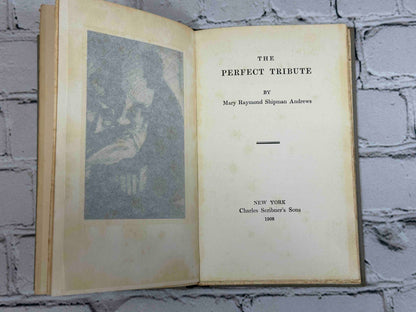 THE
PERFECT TRIBUTE
BY
Mary Raymond Shipman Andrews
NEW YORK
Charles Scribner's Sons
1908